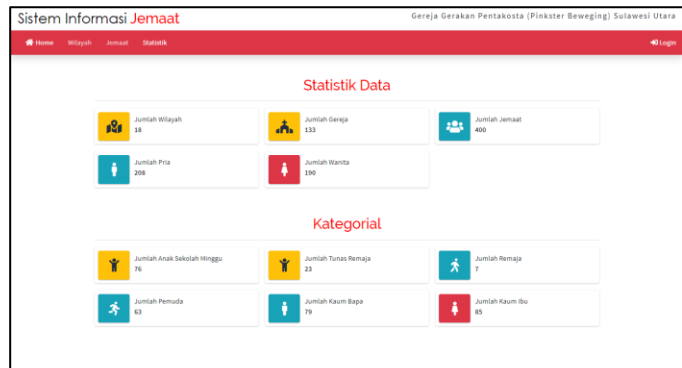 Sistem Informasi Jemaat
Gereja Gerakan Pentakosta (Pinkster Beweging) Sulawesi Utara
Home Wilayah Jemaat Statistik Login
Statistik Data
Jumlah Wilayah
18
Jumlah Gereja
133
Jumlah Jemaat
400
Jumlah Pria
208
Jumlah Wanita
190
Kategorial
Jumlah Anak Sekolah Minggu
76
Jumlah Tunas Remaja
23
Jumlah Remaja
7
Jumlah Pemuda
63
Jumlah Kaum Bapa
79
Jumlah Kaum Ibu
85